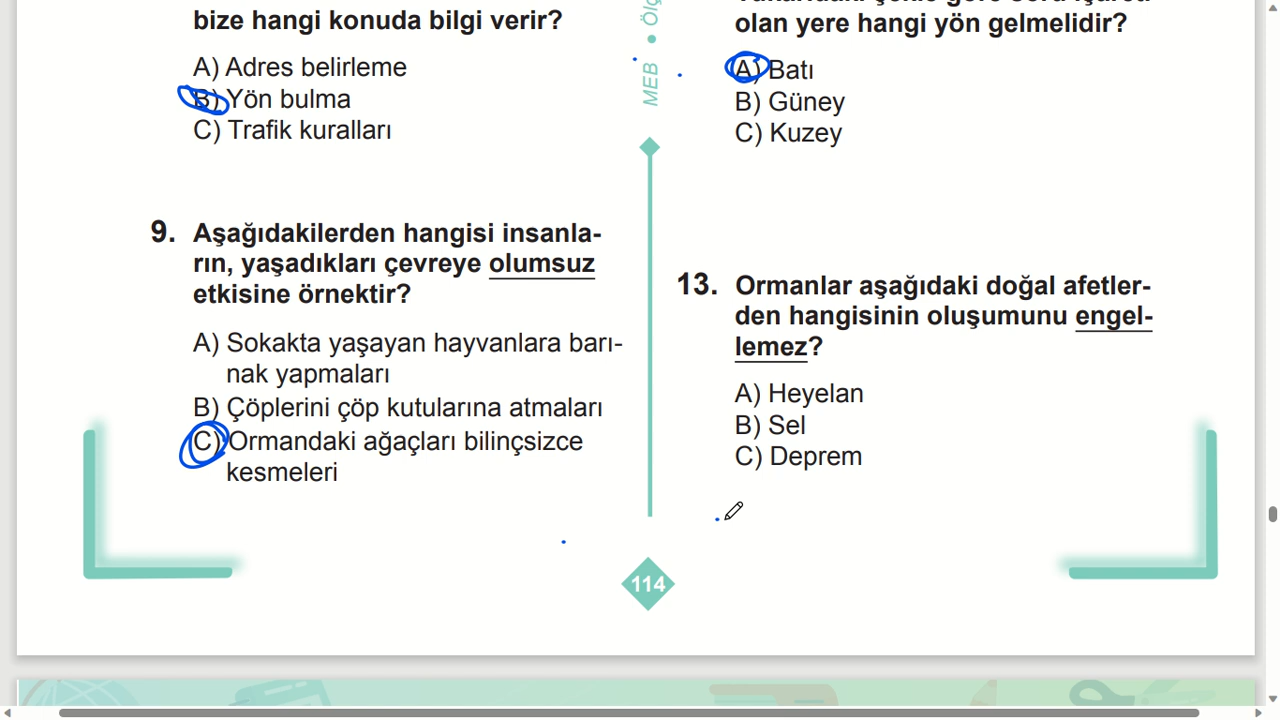 bize hangi konuda bilgi verir?
A) Adres belirleme
B) Yön bulma
C) Trafik kuralları
9. Aşağıdakilerden hangisi insanla-
rın, yaşadıkları çevreye olumsuz
etkisine örnektir?
A) Sokakta yaşayan hayvanlara barı-
nak yapmaları
B) Çöplerini çöp kutularına atmaları
C) Ormandaki ağaçları bilinçsizce
kesmeleri
MEB •
olan yere hangi yön gelmelidir?
A) Batı
B) Güney
C) Kuzey
13. Ormanlar aşağıdaki doğal afetler-
den hangisinin oluşumunu engel-
lemez?
A) Heyelan
B) Sel
C) Deprem
114